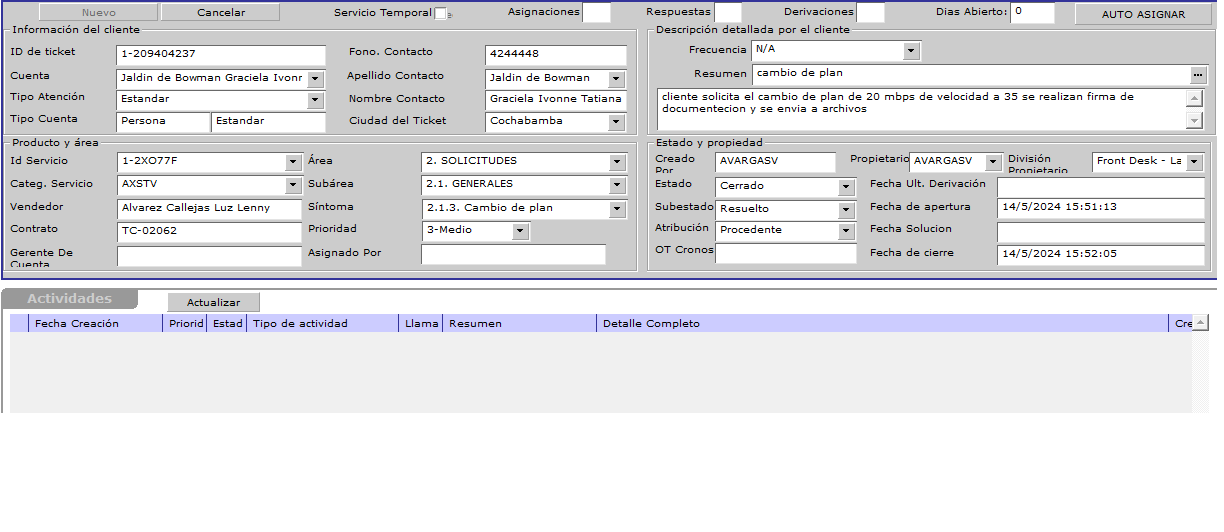 Nuevo Cancelar Servicio Temporal Asignaciones Respuestas Derivaciones Dias Abierto: 0 AUTO ASIGNAR
Información del cliente
ID de ticket 1-209404237 Fono. Contacto 4244448
Cuenta Jaldin de Bowman Graciela Ivonr Apellido Contacto Jaldin de Bowman
Tipo Atención Estandar Nombre Contacto Graciela Ivonne Tatiana
Tipo Cuenta Persona Estandar Ciudad del Ticket Cochabamba
Descripción detallada por el cliente
Frecuencia N/A
Resumen cambio de plan
cliente solicita el cambio de plan de 20 mbps de velocidad a 35 se realizan firma de
documentecion y se envia a archivos
Producto y área
Id Servicio 1-2XO77F Área 2. SOLICITUDES
Categ. Servicio AXSTV Subárea 2.1. GENERALES
Vendedor Alvarez Callejas Luz Lenny Síntoma 2.1.3. Cambio de plan
Contrato TC-02062 Prioridad 3-Medio
Gerente De Cuenta Asignado Por
Estado y propiedad
Creado Por AVARGASV Propietario AVARGASV División Propietario Front Desk - La
Estado Cerrado Fecha Ult. Derivación
Subestado Resuelto Fecha de apertura 14/5/2024 15:51:13
Atribución Procedente Fecha Solucion
OT Cronos Fecha de cierre 14/5/2024 15:52:05
Actividades Actualizar
Fecha Creación Priorid Estad Tipo de actividad Llama Resumen Detalle Completo Cre